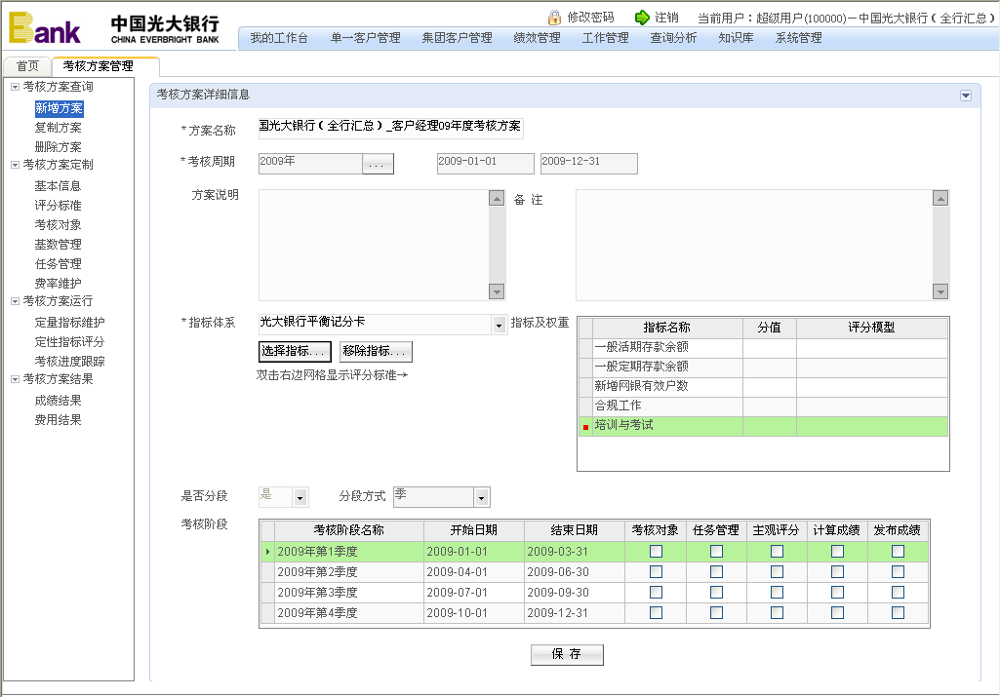 Bank 中国光大银行 CHINA EVERBRIGHT BANK
修改密码 注销 当前用户：超级用户(100000)－中国光大银行（全行汇总）
我的工作台 单一客户管理 集团客户管理 绩效管理 工作管理 查询分析 知识库 系统管理
首页 考核方案管理
考核方案查询
新增方案
复制方案
删除方案
考核方案定制
基本信息
评分标准
考核对象
基数管理
任务管理
费率维护
考核方案运行
定量指标维护
定性指标评分
考核进度跟踪
考核方案结果
成绩结果
费用结果
考核方案详细信息
*方案名称 国光大银行（全行汇总）_客户经理09年度考核方案
*考核周期 2009年 ... 2009-01-01 2009-12-31
方案说明 备 注
*指标体系 光大银行平衡记分卡 指标及权重
选择指标... 移除指标...
双击右边网格显示评分标准→
指标名称 分值 评分模型
一般活期存款余额
一般定期存款余额
新增网银有效户数
合规工作
培训与考试
是否分段 是 分段方式 季
考核阶段
考核阶段名称 开始日期 结束日期 考核对象 任务管理 主观评分 计算成绩 发布成绩
2009年第1季度 2009-01-01 2009-03-31
2009年第2季度 2009-04-01 2009-06-30
2009年第3季度 2009-07-01 2009-09-30
2009年第4季度 2009-10-01 2009-12-31
保 存